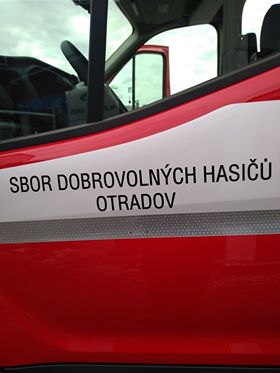 SBOR DOBROVOLNÝCH HASIČŮ
OTRADOV